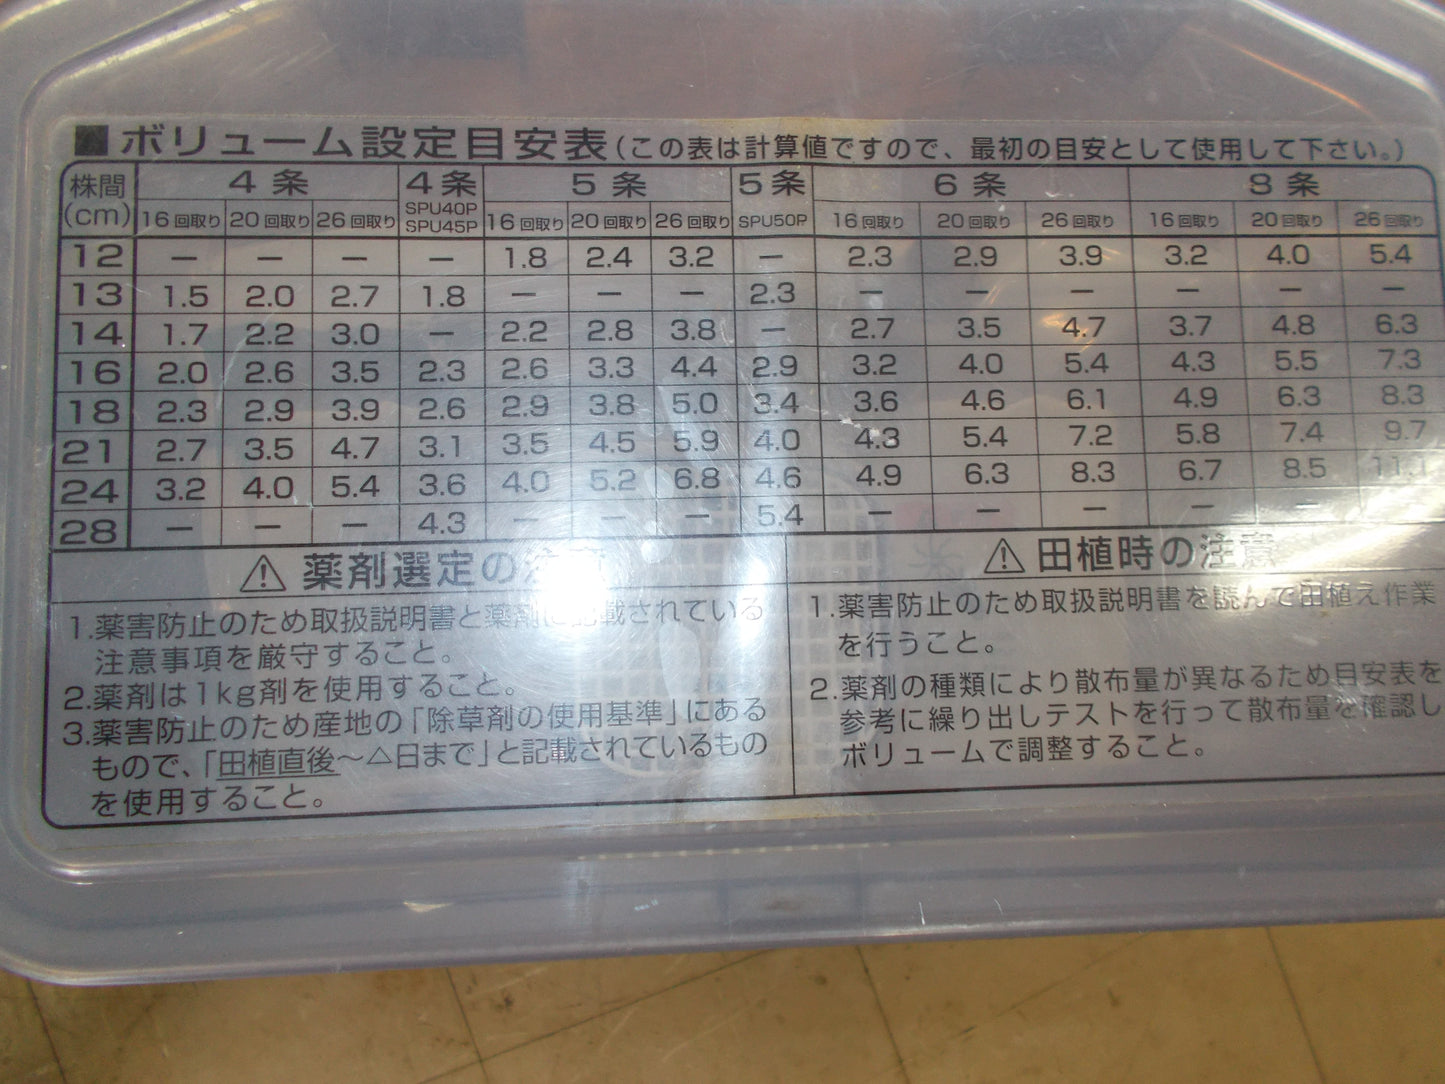 ■ボリューム設定目安表(この表は計算値ですので、最初の目安として使用して下さい。)
株間(cm) 4条 4条 SPU40P SPU45P 5条 5条 SPU50P 6条 8条
16回取り 20回取り 26回取り 16回取り 20回取り 26回取り 16回取り 20回取り 26回取り 16回取り 20回取り 26回取り
12 — — — — 1.8 2.4 3.2 — 2.3 2.9 3.9 3.2 4.0 5.4
13 1.5 2.0 2.7 1.8 — — — 2.3 — — — — — —
14 1.7 2.2 3.0 — 2.2 2.8 3.8 — 2.7 3.5 4.7 3.7 4.8 6.3
16 2.0 2.6 3.5 2.3 2.6 3.3 4.4 2.9 3.2 4.0 5.4 4.3 5.5 7.3
18 2.3 2.9 3.9 2.6 2.9 3.8 5.0 3.4 3.6 4.6 6.1 4.9 6.3 8.3
21 2.7 3.5 4.7 3.1 3.5 4.5 5.9 4.0 4.3 5.4 7.2 5.8 7.4 9.7
24 3.2 4.0 5.4 3.6 4.0 5.2 6.8 4.6 4.9 6.3 8.3 6.7 8.5 11.1
28 — — — 4.3 — — — 5.4 — — — — — —
⚠薬剤選定の注意
1.薬害防止のため取扱説明書と薬剤に記載されている
注意事項を厳守すること。
2.薬剤は1kg剤を使用すること。
3.薬害防止のため産地の「除草剤の使用基準」にある
もので、「田植直後〜△日まで」と記載されているもの
を使用すること。
⚠田植時の注意
1.薬害防止のため取扱説明書を読んで田植え作業
を行うこと。
2.薬剤の種類により散布量が異なるため目安表を
参考に繰り出しテストを行って散布量を確認し
ボリュームで調整すること。